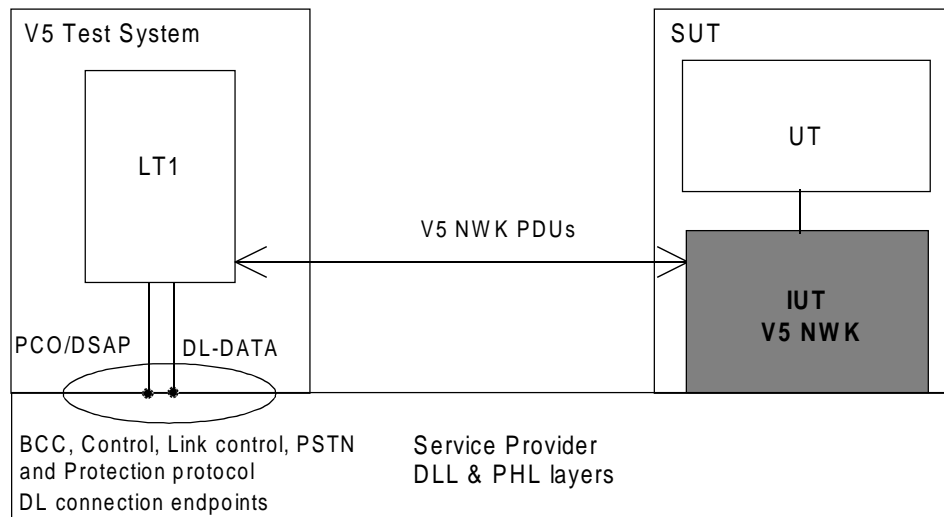 V5 Test System
SUT
LT1
UT
V5 NWK PDUs
IUT
V5 NWK
PCO/DSAP
DL-DATA
BCC, Control, Link control, PSTN
and Protection protocol
DL connection endpoints
Service Provider
DLL & PHL layers